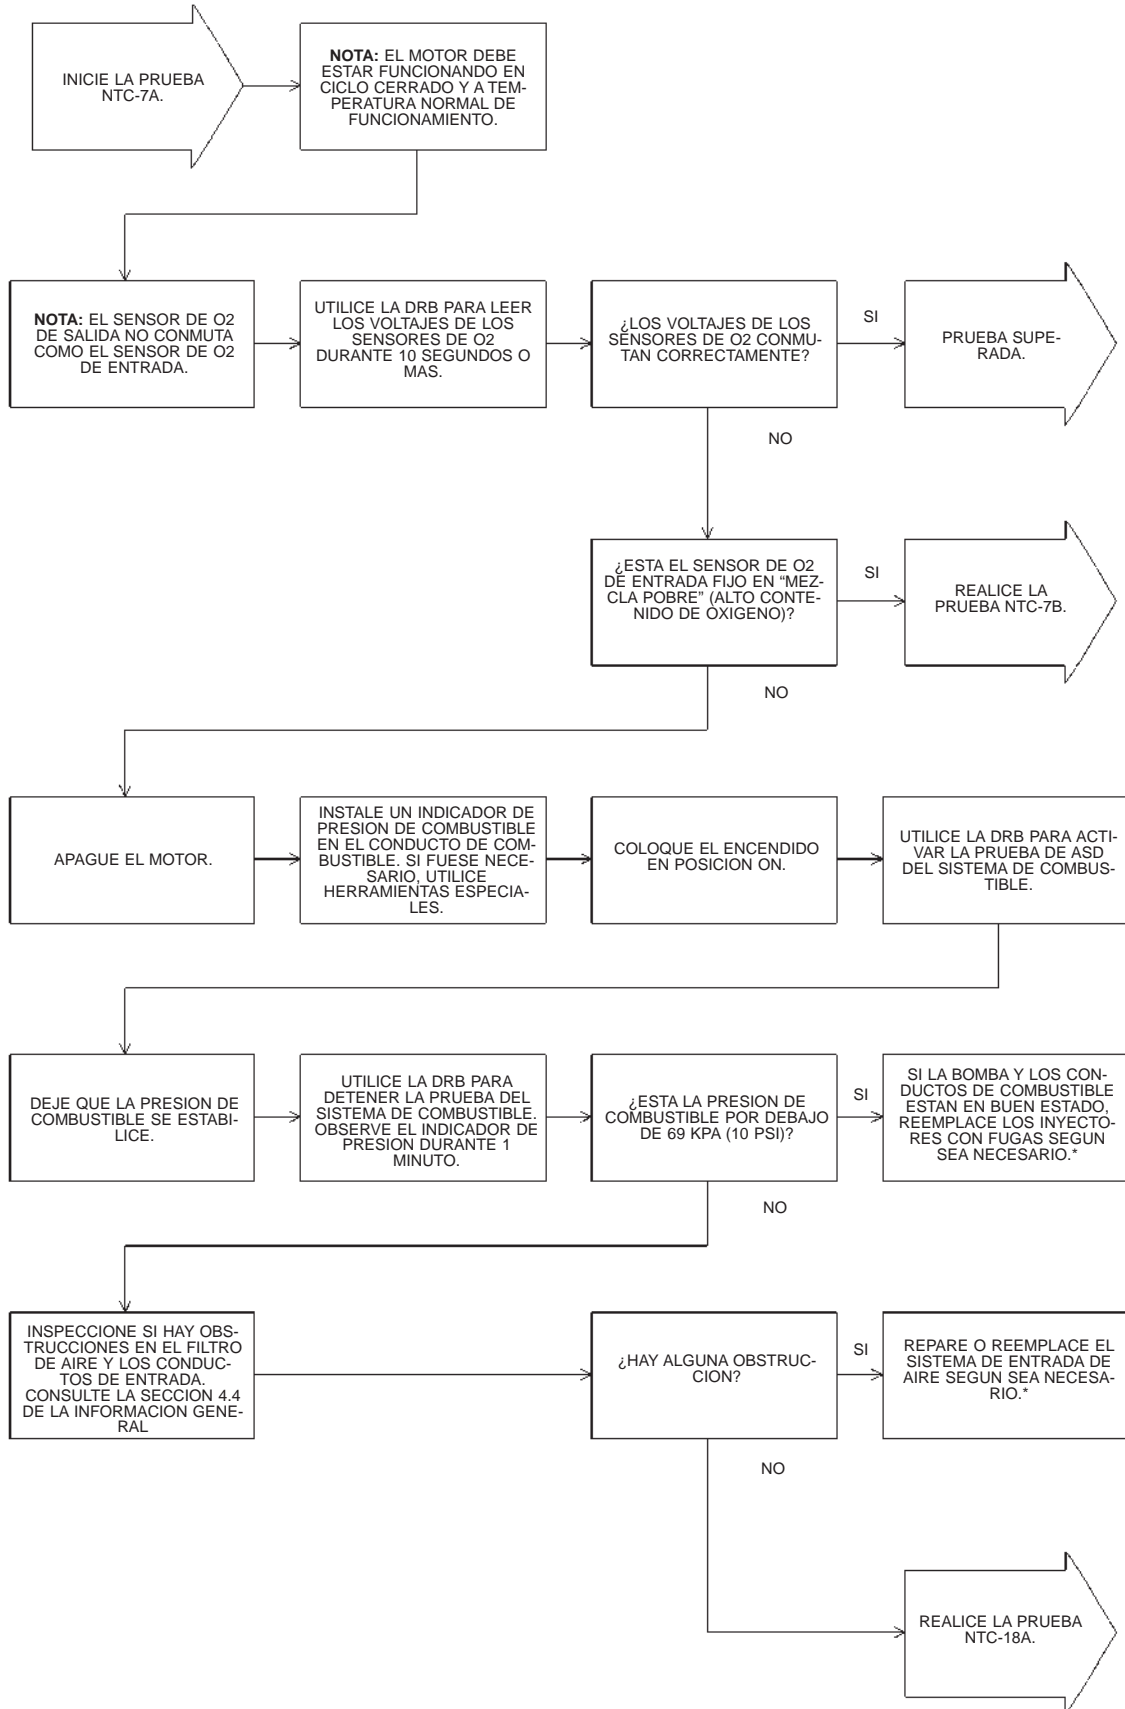 INICIE LA PRUEBA
NTC-7A.
NOTA: EL MOTOR DEBE
ESTAR FUNCIONANDO EN
CICLO CERRADO Y A TEM-
PERATURA NORMAL DE
FUNCIONAMIENTO.
NOTA: EL SENSOR DE O2
DE SALIDA NO CONMUTA
COMO EL SENSOR DE O2
DE ENTRADA.
UTILICE LA DRB PARA LEER
LOS VOLTAJES DE LOS
SENSORES DE O2
DURANTE 10 SEGUNDOS O
MAS.
¿LOS VOLTAJES DE LOS
SENSORES DE O2 CONMU-
TAN CORRECTAMENTE?
SI
PRUEBA SUPE-
RADA.
NO
¿ESTA EL SENSOR DE O2
DE ENTRADA FIJO EN “MEZ-
CLA POBRE” (ALTO CONTE-
NIDO DE OXIGENO)?
SI
REALICE LA
PRUEBA NTC-7B.
NO
APAGUE EL MOTOR.
INSTALE UN INDICADOR DE
PRESION DE COMBUSTIBLE
EN EL CONDUCTO DE COM-
BUSTIBLE. SI FUESE NECE-
SARIO, UTILICE
HERRAMIENTAS ESPECIA-
LES.
COLOQUE EL ENCENDIDO
EN POSICION ON.
UTILICE LA DRB PARA ACTI-
VAR LA PRUEBA DE ASD
DEL SISTEMA DE COMBUS-
TIBLE.
DEJE QUE LA PRESION DE
COMBUSTIBLE SE ESTABI-
LICE.
UTILICE LA DRB PARA
DETENER LA PRUEBA DEL
SISTEMA DE COMBUSTIBLE.
OBSERVE EL INDICADOR DE
PRESION DURANTE 1
MINUTO.
¿ESTA LA PRESION DE
COMBUSTIBLE POR DEBAJO
DE 69 KPA (10 PSI)?
SI
SI LA BOMBA Y LOS CON-
DUCTOS DE COMBUSTIBLE
ESTAN EN BUEN ESTADO,
REEMPLACE LOS INYECTO-
RES CON FUGAS SEGUN
SEA NECESARIO.*
NO
INSPECCIONE SI HAY OBS-
TRUCCIONES EN EL FILTRO
DE AIRE Y LOS CONDUC-
TOS DE ENTRADA.
CONSULTE LA SECCION 4.4
DE LA INFORMACION GENE-
RAL
¿HAY ALGUNA OBSTRUC-
CION?
SI
REPARE O REEMPLACE EL
SISTEMA DE ENTRADA DE
AIRE SEGUN SEA NECESA-
RIO.*
NO
REALICE LA PRUEBA
NTC-18A.